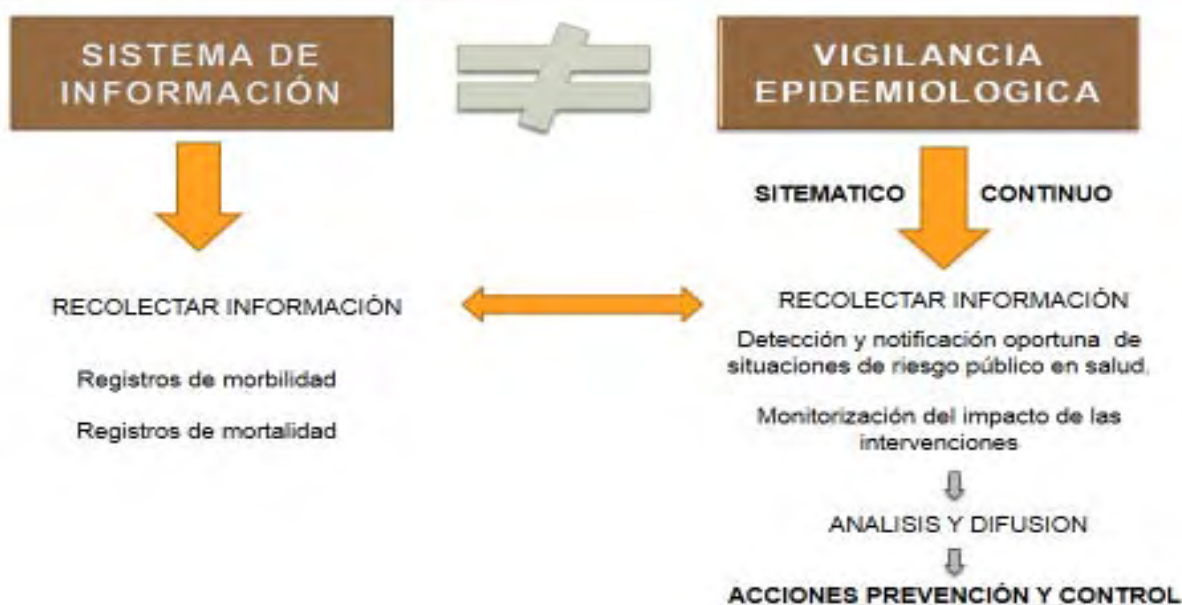 SISTEMA DE
INFORMACIÓN
VIGILANCIA
EPIDEMIOLOGICA
SITEMATICO CONTINUO
RECOLECTAR INFORMACIÓN
Registros de morbilidad
Registros de mortalidad
RECOLECTAR INFORMACIÓN
Detección y notificación oportuna de
situaciones de riesgo público en salud.
Monitorización del impacto de las
intervenciones
ANALISIS Y DIFUSION
ACCIONES PREVENCIÓN Y CONTROL